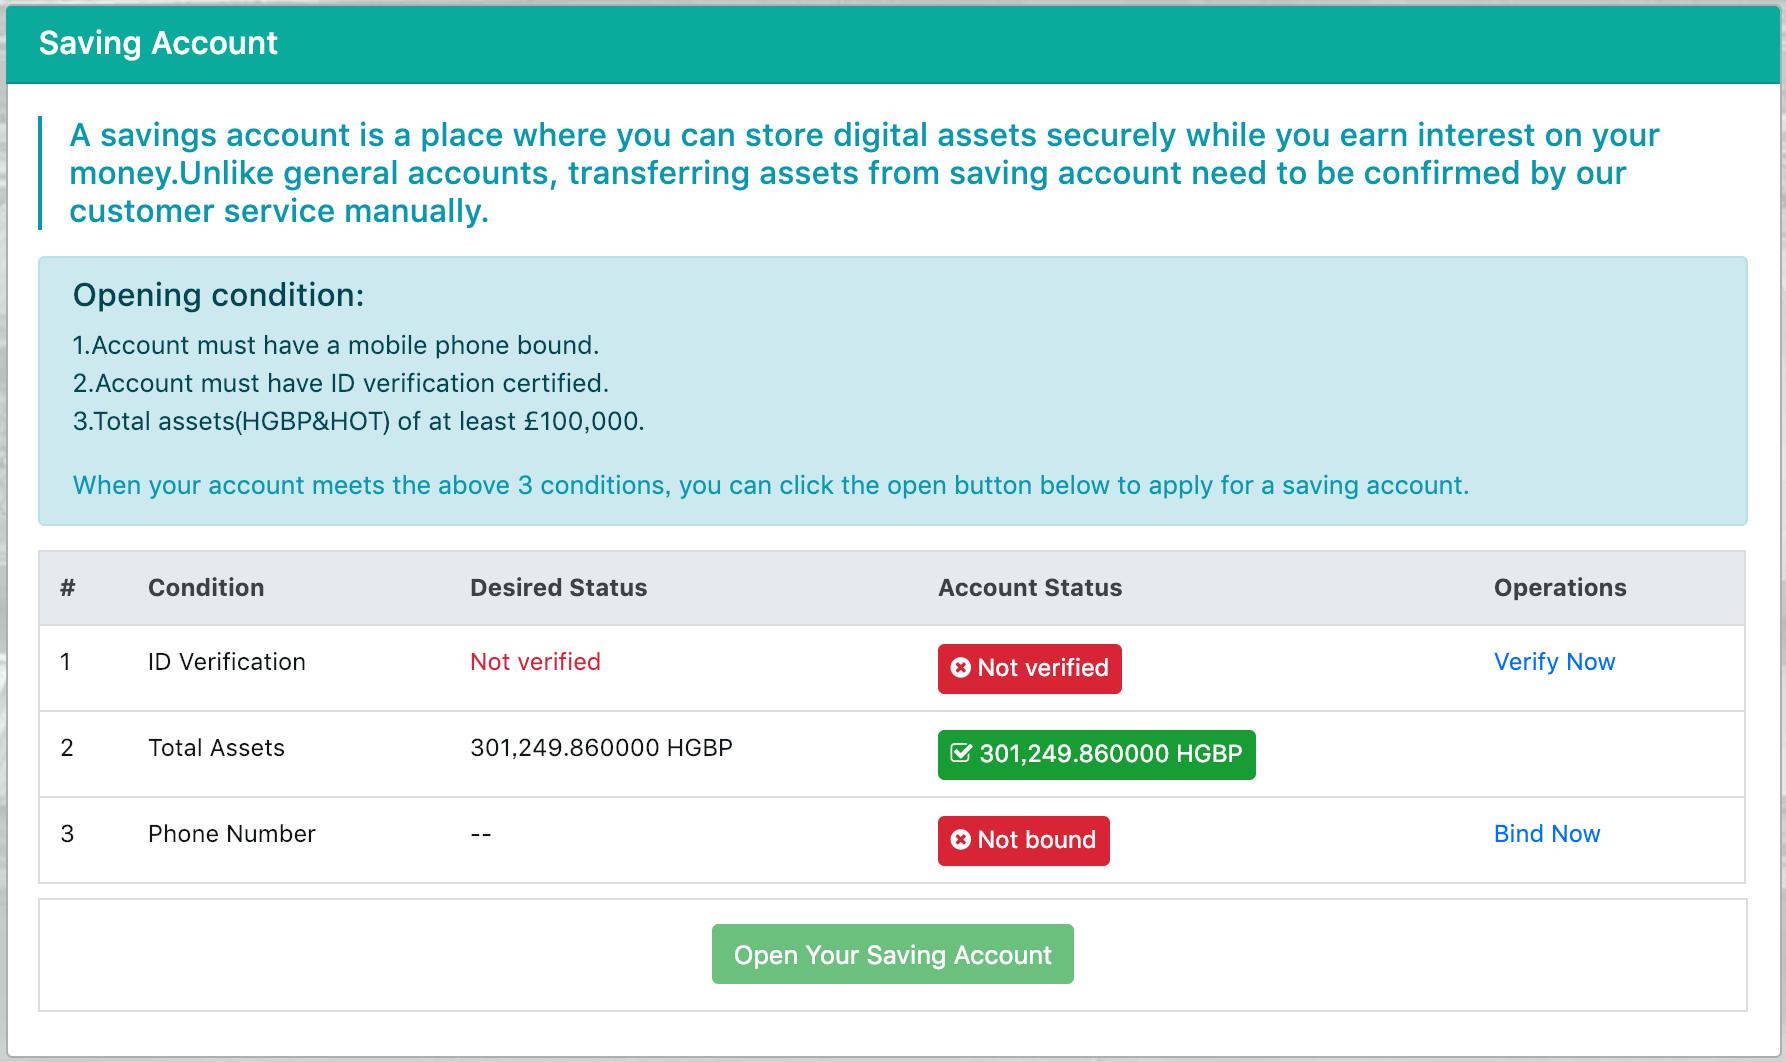 Saving Account
A savings account is a place where you can store digital assets securely while you earn interest on your
money.Unlike general accounts, transferring assets from saving account need to be confirmed by our
customer service manually.
Opening condition:
1.Account must have a mobile phone bound.
2.Account must have ID verification certified.
3.Total assets(HGBP&HOT) of at least £100,000.
When your account meets the above 3 conditions, you can click the open button below to apply for a saving account.
# Condition Desired Status Account Status Operations
1 ID Verification Not verified Not verified Verify Now
2 Total Assets 301,249.860000 HGBP 301,249.860000 HGBP
3 Phone Number -- Not bound Bind Now
Open Your Saving Account